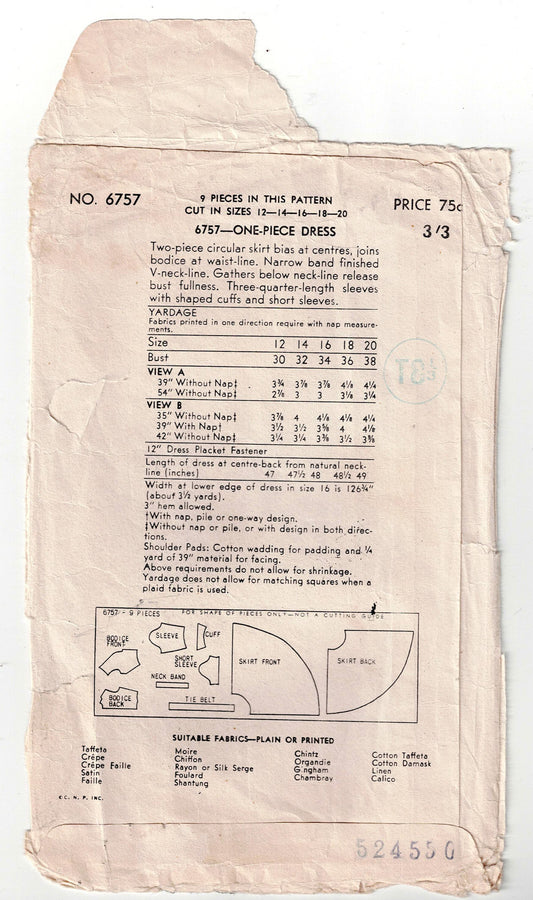 NO. 6757
9 PIECES IN THIS PATTERN
CUT IN SIZES 12—14—16—18—20
PRICE 75c
6757—ONE-PIECE DRESS
3/3
Two-piece circular skirt bias at centres, joins
bodice at waist-line. Narrow band finished
V-neck-line. Gathers below neck-line release
bust fullness. Three-quarter-length sleeves
with shaped cuffs and short sleeves.
YARDAGE
Fabrics printed in one direction require with nap measure-
ments.
Size 12 14 16 18 20
Bust 30 32 34 36 38
VIEW A
39" Without Nap‡ 3¾ 3⅞ 3⅞ 4⅛ 4¼
54" Without Nap‡ 2⅞ 3 3 3⅛ 3¼
VIEW B
35" Without Nap‡ 3⅞ 4 4⅛ 4⅛ 4¼
39" With Nap† 3½ 3½ 3⅝ 4 4⅛
42" Without Nap‡ 3¼ 3¼ 3⅜ 3½ 3⅝
12" Dress Placket Fastener
Length of dress at centre-back from natural neck-
line (inches) 47 47½ 48 48½ 49
Width at lower edge of dress in size 16 is 126¾"
(about 3½ yards).
3" hem allowed.
†With nap, pile or one-way design.
‡Without nap or pile, or with design in both direc-
tions.
Shoulder Pads: Cotton wadding for padding and ¼
yard of 39" material for facing.
Above requirements do not allow for shrinkage.
Yardage does not allow for matching squares when a
plaid fabric is used.
6757 - 9 PIECES FOR SHAPE OF PIECES ONLY—NOT A CUTTING GUIDE
BODICE
FRONT
SLEEVE
CUFF
SHORT
SLEEVE
SKIRT FRONT
SKIRT BACK
NECK BAND
BODICE
BACK
TIE BELT
SUITABLE FABRICS—PLAIN OR PRINTED
Taffeta
Crêpe
Crêpe Faille
Satin
Faille
Moire
Chiffon
Rayon or Silk Serge
Foulard
Shantung
Chintz
Organdie
Gingham
Chambray
Cotton Taffeta
Cotton Damask
Linen
Calico
©C. N. P. INC.
524550